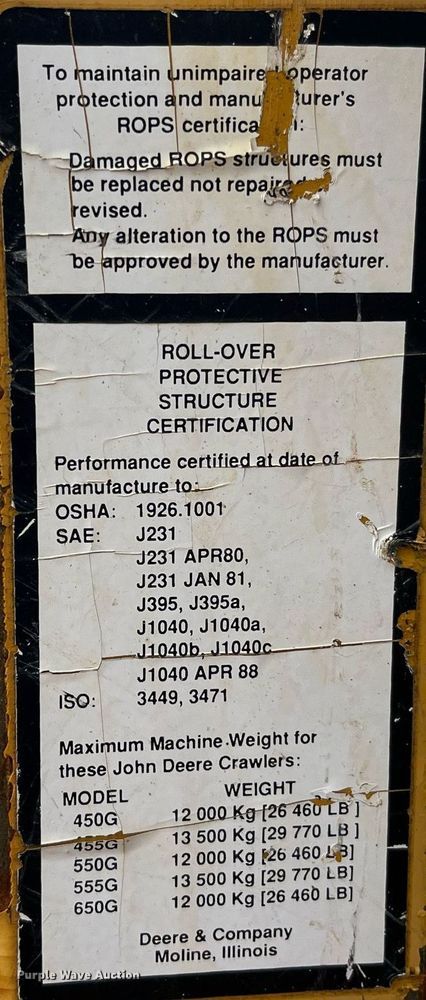 To maintain unimpaired operator
protection and manufacturer's
ROPS certification:
Damaged ROPS structures must
be replaced not repaired
revised.
Any alteration to the ROPS must
be approved by the manufacturer.
ROLL-OVER
PROTECTIVE
STRUCTURE
CERTIFICATION
Performance certified at date of
manufacture to:
OSHA: 1926.1001
SAE: J231
J231 APR80,
J231 JAN 81,
J395, J395a,
J1040, J1040a,
J1040b, J1040c
J1040 APR 88
ISO: 3449, 3471
Maximum Machine Weight for
these John Deere Crawlers:
MODEL WEIGHT
450G 12 000 Kg [26 460 LB ]
455G 13 500 Kg [29 770 LB ]
550G 12 000 Kg [26 460 LB]
555G 13 500 Kg [29 770 LB]
650G 12 000 Kg [26 460 LB]
Deere & Company
Moline, Illinois
Purple Wave Auction